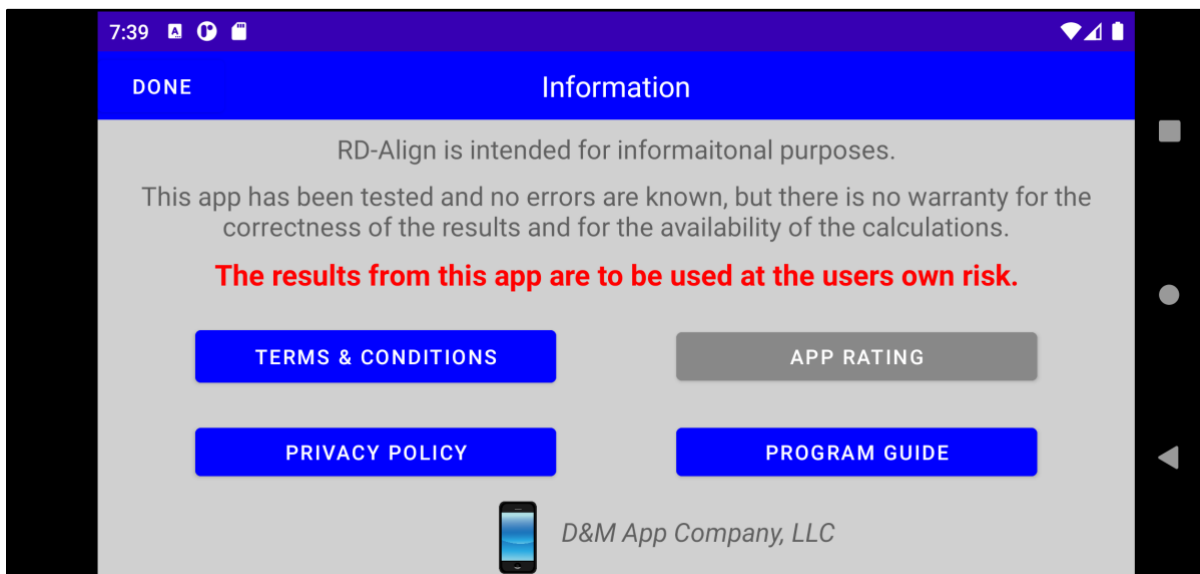 7:39
DONE
Information
RD-Align is intended for informaitonal purposes.
This app has been tested and no errors are known, but there is no warranty for the
correctness of the results and for the availability of the calculations.
The results from this app are to be used at the users own risk.
TERMS & CONDITIONS
APP RATING
PRIVACY POLICY
PROGRAM GUIDE
D&M App Company, LLC